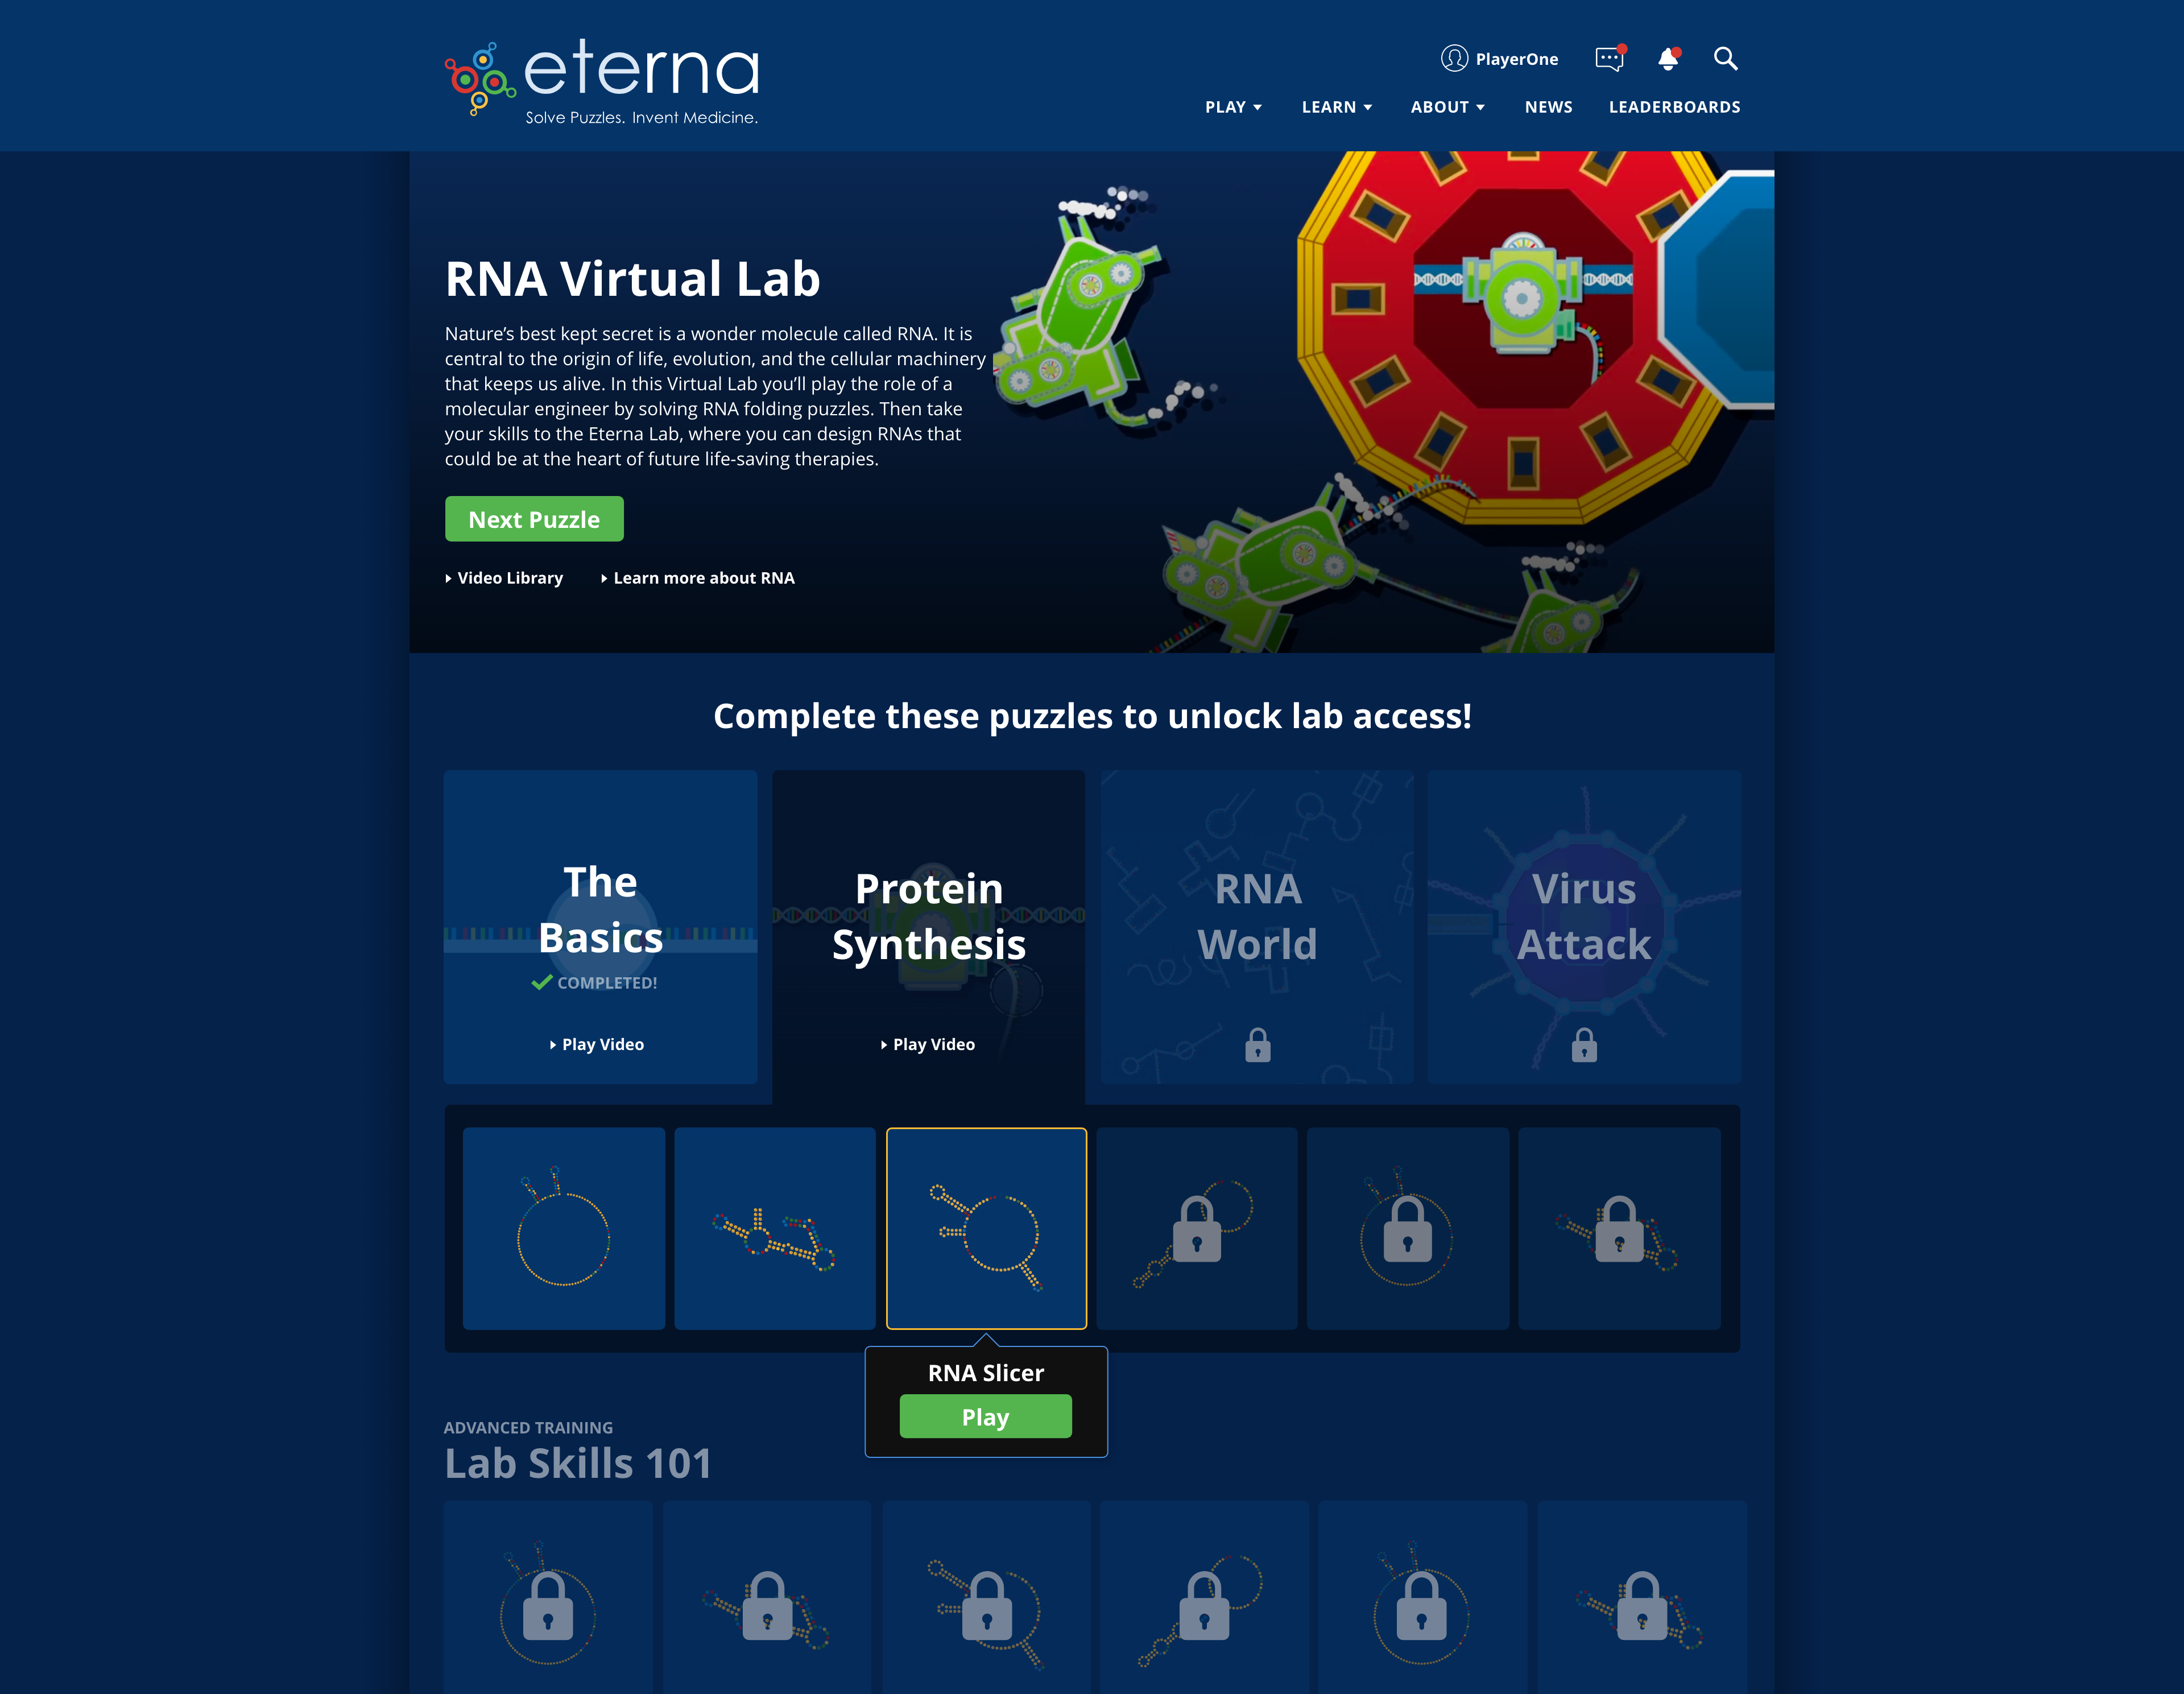 eterna
Solve Puzzles. Invent Medicine.
PlayerOne
PLAY LEARN ABOUT NEWS LEADERBOARDS
RNA Virtual Lab
Nature’s best kept secret is a wonder molecule called RNA. It is
central to the origin of life, evolution, and the cellular machinery
that keeps us alive. In this Virtual Lab you’ll play the role of a
molecular engineer by solving RNA folding puzzles. Then take
your skills to the Eterna Lab, where you can design RNAs that
could be at the heart of future life-saving therapies.
Next Puzzle
Video Library Learn more about RNA
Complete these puzzles to unlock lab access!
The
Basics
COMPLETED!
Play Video
Protein
Synthesis
Play Video
RNA
World
Virus
Attack
RNA Slicer
Play
ADVANCED TRAINING
Lab Skills 101